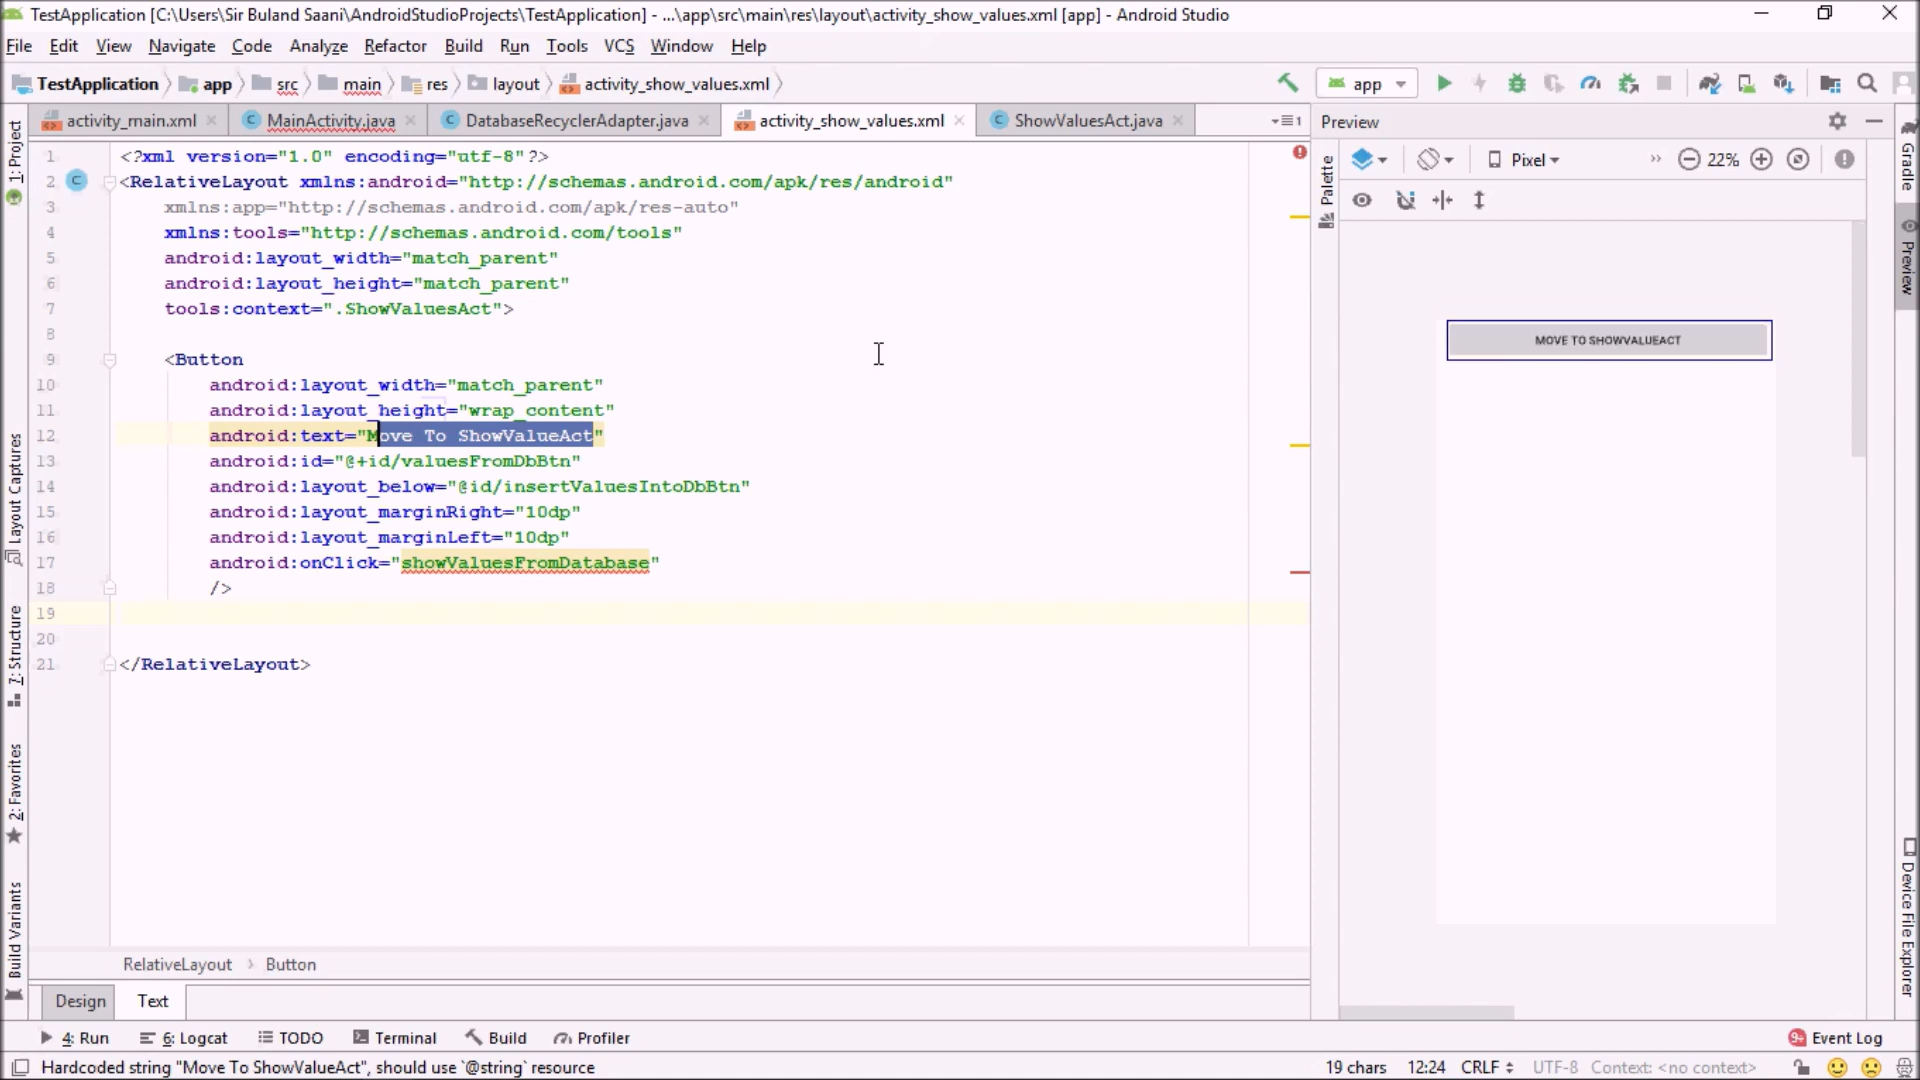 TestApplication [C:\Users\Sir Buland Saani\AndroidStudioProjects\TestApplication] - ...\app\src\main\res\layout\activity_show_values.xml [app] - Android Studio
File Edit View Navigate Code Analyze Refactor Build Run Tools VCS Window Help
TestApplication app src main res layout activity_show_values.xml
app
activity_main.xml MainActivity.java DatabaseRecyclerAdapter.java activity_show_values.xml ShowValuesAct.java 1
Preview
Pixel 22%
1: Project
Layout Captures
7: Structure
2: Favorites
Build Variants
1 <?xml version="1.0" encoding="utf-8"?>
2 <RelativeLayout xmlns:android="http://schemas.android.com/apk/res/android"
3 xmlns:app="http://schemas.android.com/apk/res-auto"
4 xmlns:tools="http://schemas.android.com/tools"
5 android:layout_width="match_parent"
6 android:layout_height="match_parent"
7 tools:context=".ShowValuesAct">
8
9 <Button
10 android:layout_width="match_parent"
11 android:layout_height="wrap_content"
12 android:text="Move To ShowValueAct"
13 android:id="@+id/valuesFromDbBtn"
14 android:layout_below="@id/insertValuesIntoDbBtn"
15 android:layout_marginRight="10dp"
16 android:layout_marginLeft="10dp"
17 android:onClick="showValuesFromDatabase"
18 />
19
20
21 </RelativeLayout>
Palette
MOVE TO SHOWVALUEACT
Gradle
Preview
Device File Explorer
RelativeLayout Button
Design Text
4: Run 6: Logcat TODO Terminal Build Profiler 9+ Event Log
Hardcoded string "Move To ShowValueAct", should use `@string` resource 19 chars 12:24 CRLF UTF-8 Context: <no context>